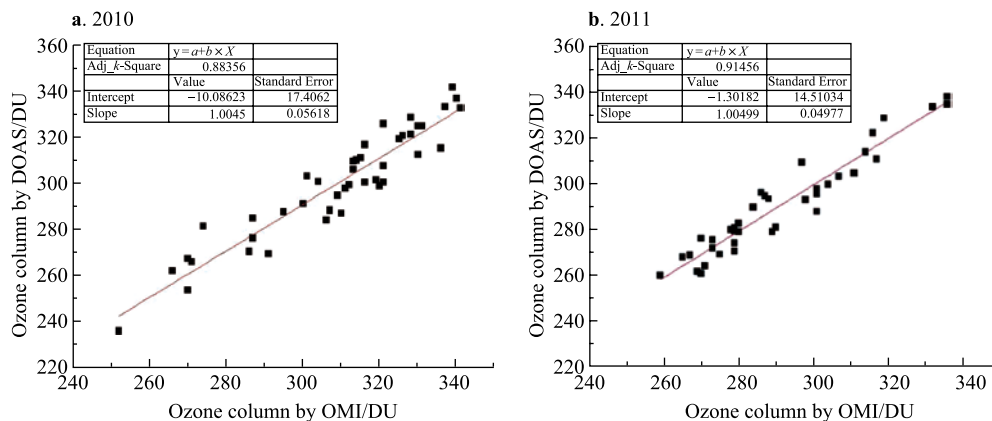 a. 2010
Equation y=a+b×X
Adj_k-Square 0.88356
Value Standard Error
Intercept −10.08623 17.4062
Slope 1.0045 0.05618
360
340
320
300
280
260
240
220
240 260 280 300 320 340
Ozone column by DOAS/DU
Ozone column by OMI/DU
b. 2011
Equation y=a+b×X
Adj_k-Square 0.91456
Value Standard Error
Intercept −1.30182 14.51034
Slope 1.00499 0.04977
360
340
320
300
280
260
240
220
240 260 280 300 320 340
Ozone column by DOAS/DU
Ozone column by OMI/DU